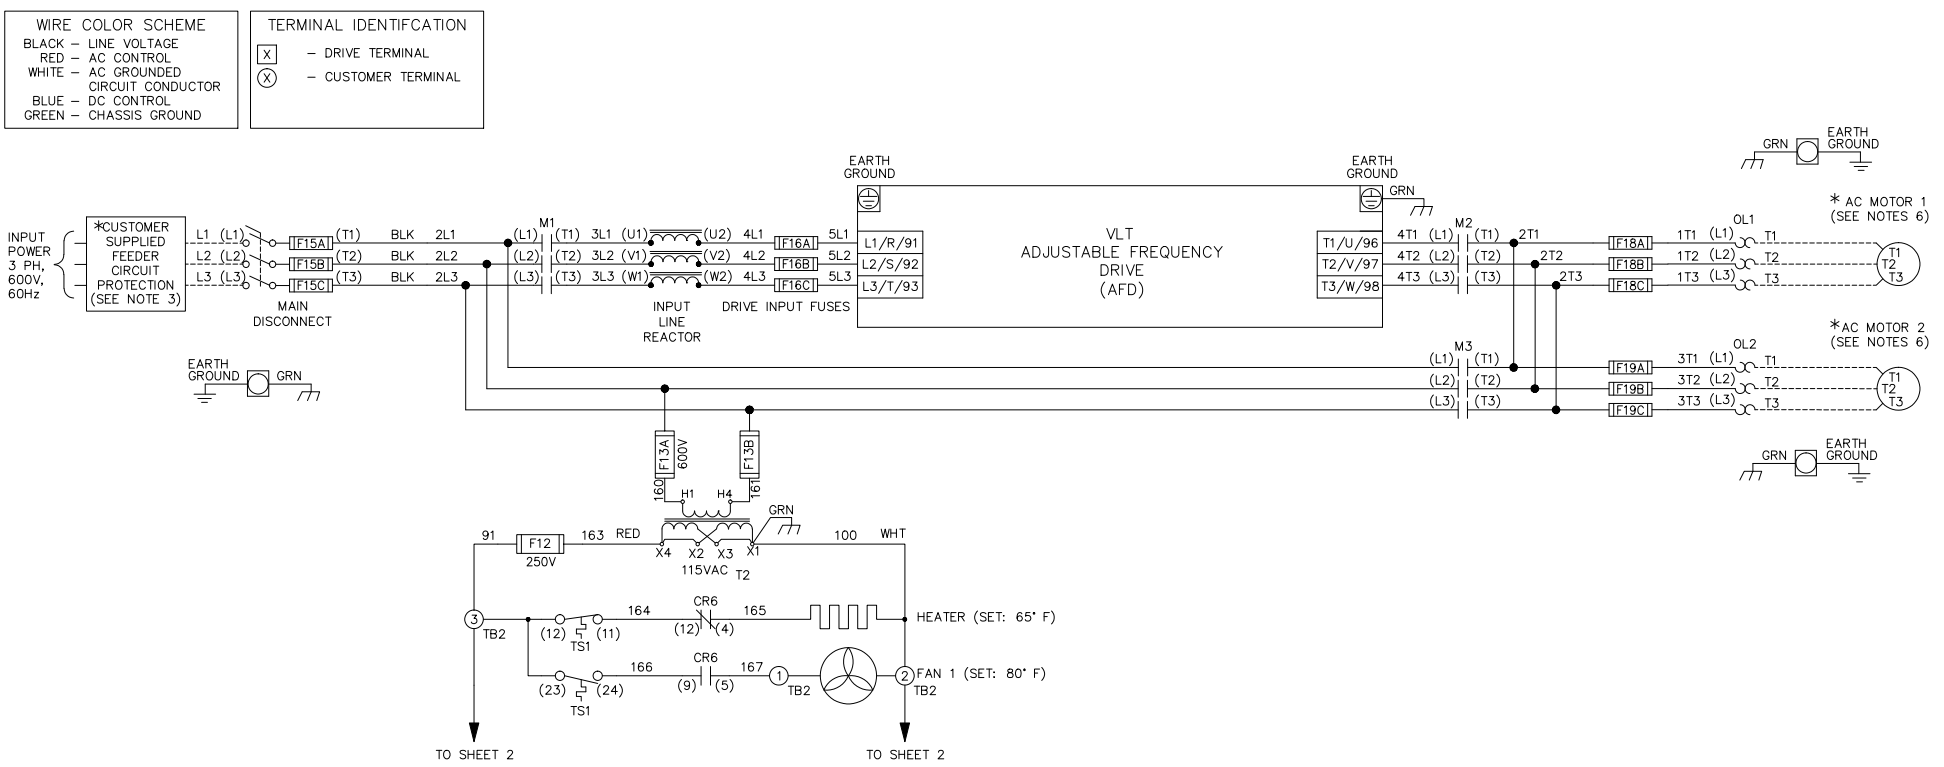 WIRE COLOR SCHEME
BLACK – LINE VOLTAGE
RED – AC CONTROL
WHITE – AC GROUNDED
CIRCUIT CONDUCTOR
BLUE – DC CONTROL
GREEN – CHASSIS GROUND
TERMINAL IDENTIFCATION
X – DRIVE TERMINAL
X – CUSTOMER TERMINAL
INPUT
POWER
3 PH,
600V,
60Hz
*CUSTOMER
SUPPLIED
FEEDER
CIRCUIT
PROTECTION
(SEE NOTE 3)
L1 (L1) F15A (T1) BLK 2L1 (L1) M1 (T1) 3L1 (U1) (U2) 4L1 F16A 5L1 L1/R/91
L2 (L2) F15B (T2) BLK 2L2 (L2) (T2) 3L2 (V1) (V2) 4L2 F16B 5L2 L2/S/92
L3 (L3) F15C (T3) BLK 2L3 (L3) (T3) 3L3 (W1) (W2) 4L3 F16C 5L3 L3/T/93
MAIN
DISCONNECT
INPUT
LINE
REACTOR
DRIVE INPUT FUSES
EARTH
GROUND
VLT
ADJUSTABLE FREQUENCY
DRIVE
(AFD)
EARTH
GROUND
GRN
T1/U/96 4T1 (L1) M2 (T1) 2T1 F18A 1T1 (L1) OL1 T1
T2/V/97 4T2 (L2) (T2) 2T2 F18B 1T2 (L2) T2
T3/W/98 4T3 (L3) (T3) 2T3 F18C 1T3 (L3) T3
GRN
EARTH
GROUND
* AC MOTOR 1
(SEE NOTES 6)
T1
T2
T3
(L1) M3 (T1) F19A 3T1 (L1) OL2 T1
(L2) (T2) F19B 3T2 (L2) T2
(L3) (T3) F19C 3T3 (L3) T3
*AC MOTOR 2
(SEE NOTES 6)
T1
T2
T3
GRN
EARTH
GROUND
EARTH
GROUND
GRN
F13A
600V
F13B
160
161
H1 H4
GRN
91 F12 163 RED
250V
X4 X2 X3 X1
100 WHT
115VAC T2
3
TB2
(12) (11)
TS1
164
CR6
(12) (4)
165
HEATER (SET: 65° F)
(23) (24)
TS1
166
CR6
(9) (5)
167
1
TB2
2
TB2
FAN 1 (SET: 80° F)
TO SHEET 2
TO SHEET 2